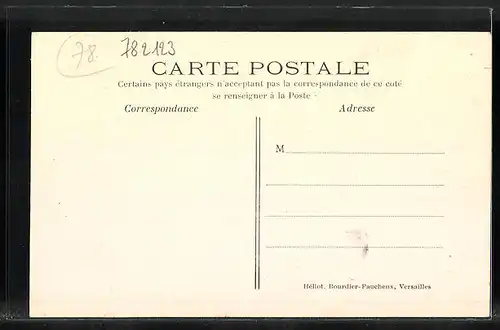 78. 782123
CARTE POSTALE
Certains pays étrangers n'acceptant pas la correspondance de ce coté
se renseigner à la Poste
Correspondance Adresse
M
Héliot. Bourdier-Faucheux, Versailles